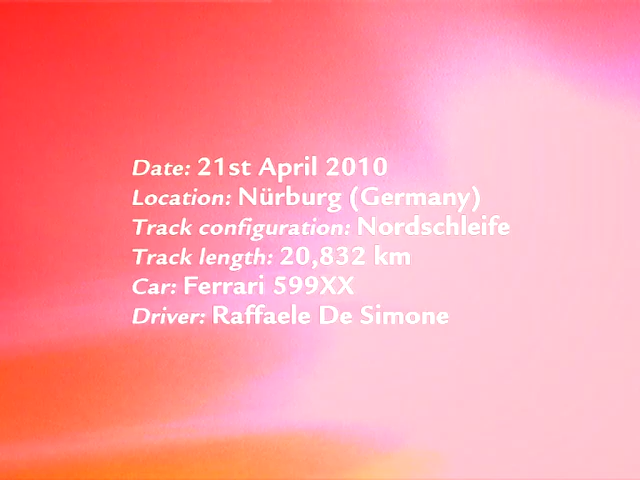 Date: 21st April 2010
Location: Nürburg (Germany)
Track configuration: Nordschleife
Track length: 20,832 km
Car: Ferrari 599XX
Driver: Raffaele De Simone